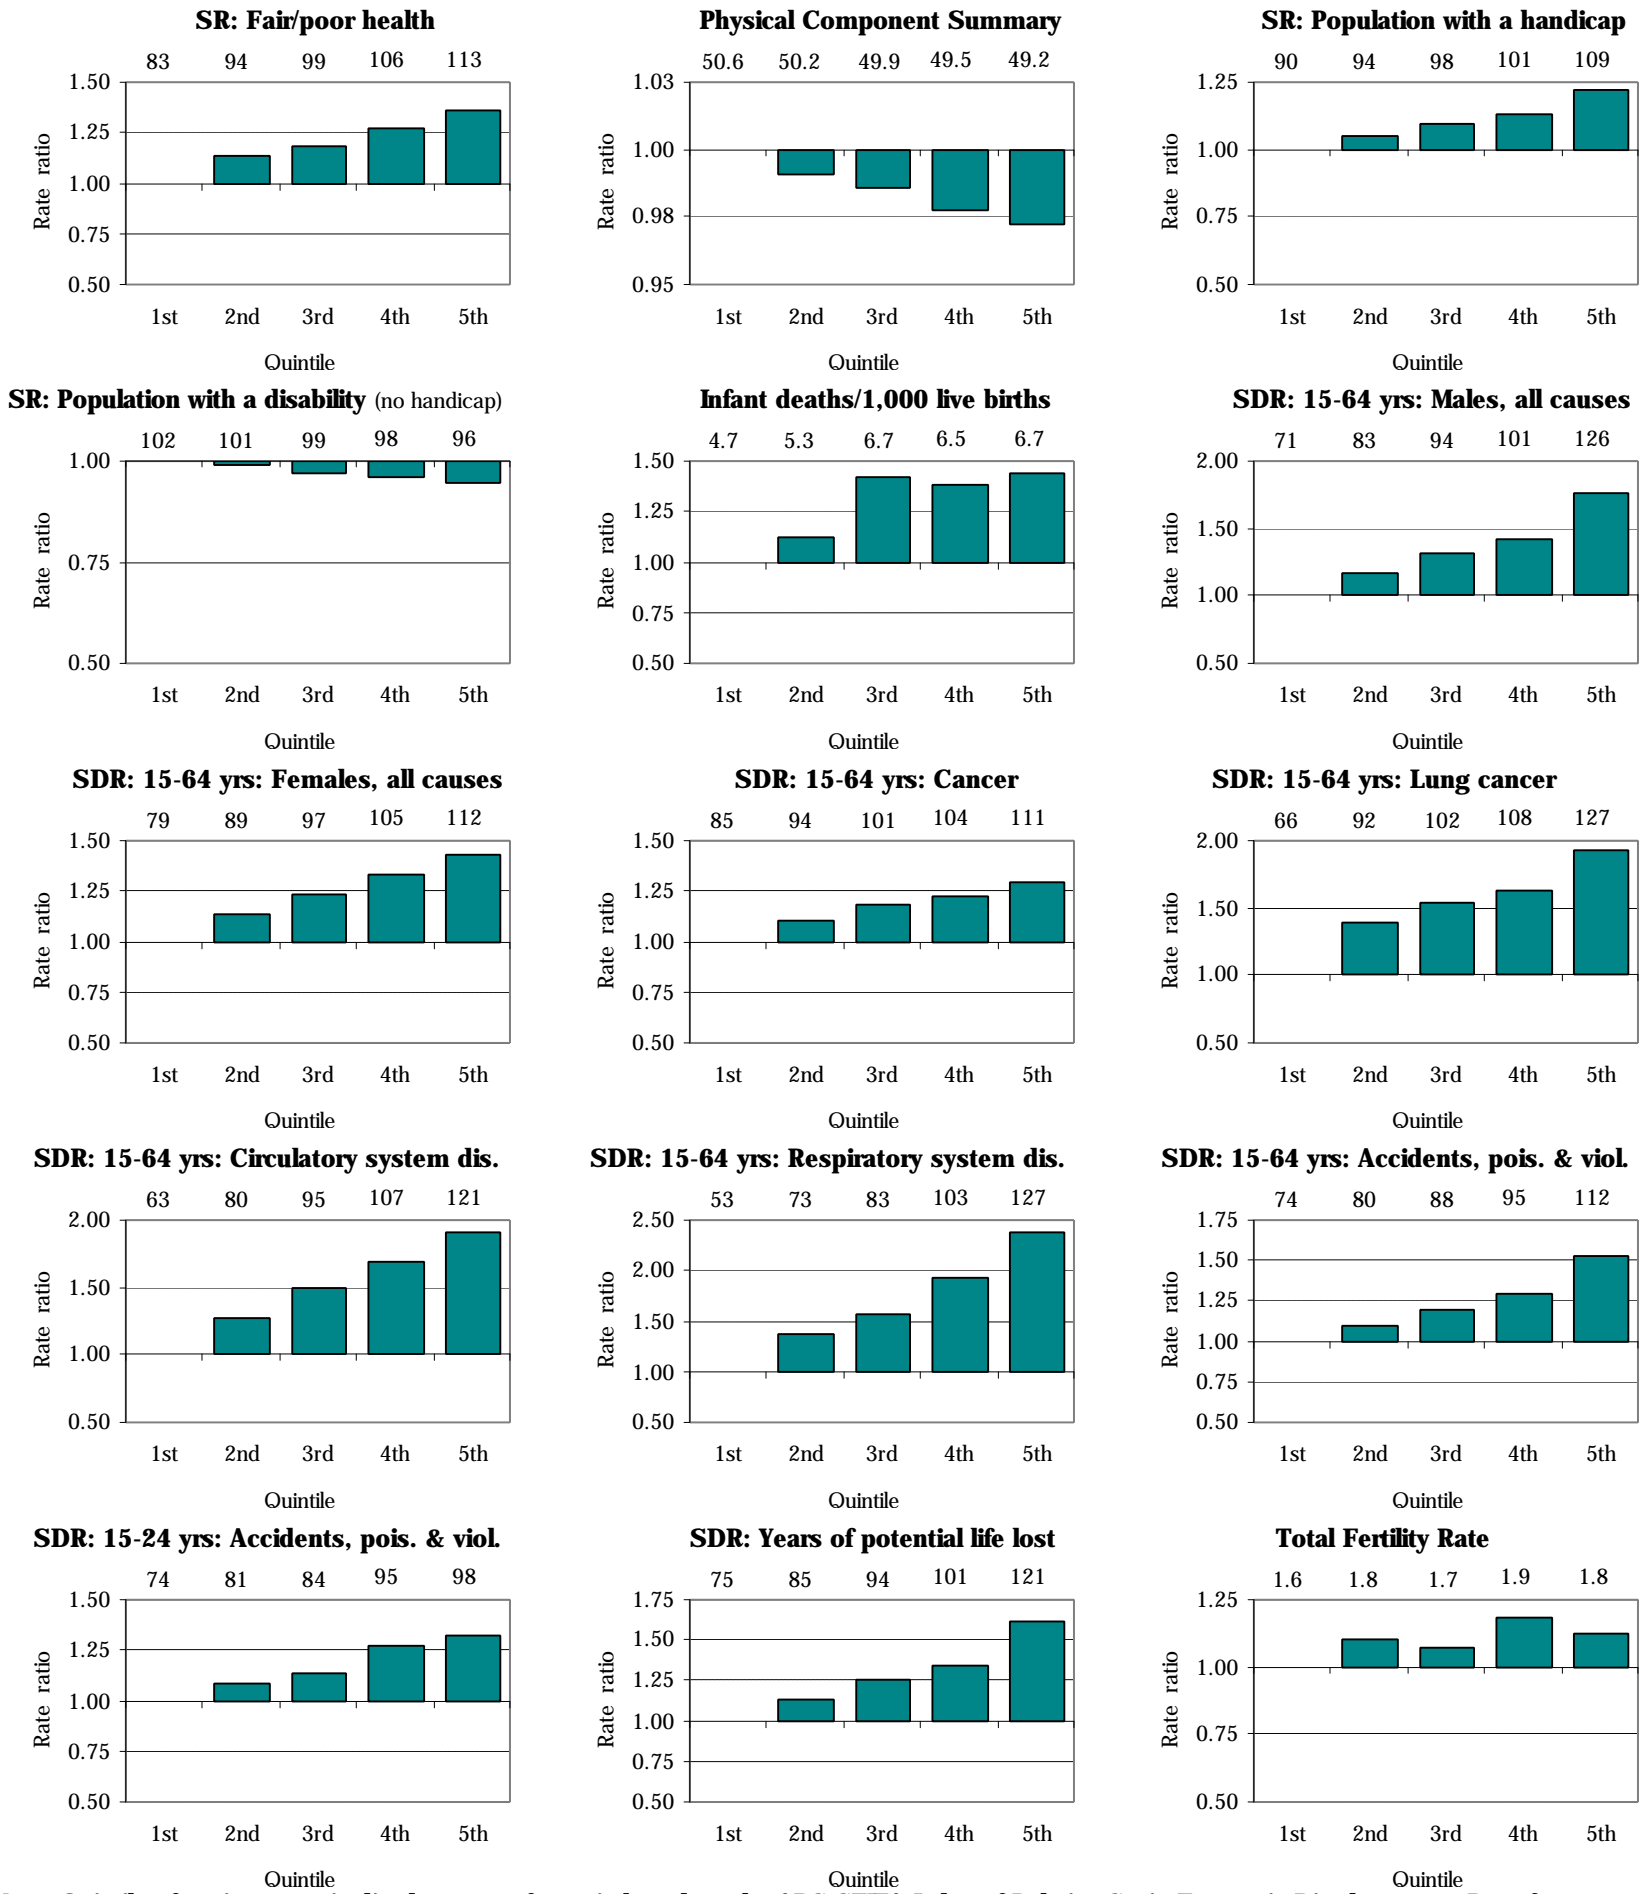 SR: Fair/poor health
83 94 99 106 113
1.50
1.25
1.00
0.75
0.50
Rate ratio
1st 2nd 3rd 4th 5th
Quintile
Physical Component Summary
50.6 50.2 49.9 49.5 49.2
1.03
1.00
0.98
0.95
Rate ratio
1st 2nd 3rd 4th 5th
Quintile
SR: Population with a handicap
90 94 98 101 109
1.25
1.00
0.75
0.50
Rate ratio
1st 2nd 3rd 4th 5th
Quintile
SR: Population with a disability (no handicap)
102 101 99 98 96
1.00
0.75
0.50
Rate ratio
1st 2nd 3rd 4th 5th
Quintile
Infant deaths/1,000 live births
4.7 5.3 6.7 6.5 6.7
1.50
1.25
1.00
0.75
0.50
Rate ratio
1st 2nd 3rd 4th 5th
Quintile
SDR: 15-64 yrs: Males, all causes
71 83 94 101 126
2.00
1.50
1.00
0.50
Rate ratio
1st 2nd 3rd 4th 5th
Quintile
SDR: 15-64 yrs: Females, all causes
79 89 97 105 112
1.50
1.25
1.00
0.75
0.50
Rate ratio
1st 2nd 3rd 4th 5th
Quintile
SDR: 15-64 yrs: Cancer
85 94 101 104 111
1.50
1.25
1.00
0.75
0.50
Rate ratio
1st 2nd 3rd 4th 5th
Quintile
SDR: 15-64 yrs: Lung cancer
66 92 102 108 127
2.00
1.50
1.00
0.50
Rate ratio
1st 2nd 3rd 4th 5th
Quintile
SDR: 15-64 yrs: Circulatory system dis.
63 80 95 107 121
2.00
1.50
1.00
0.50
Rate ratio
1st 2nd 3rd 4th 5th
Quintile
SDR: 15-64 yrs: Respiratory system dis.
53 73 83 103 127
2.50
2.00
1.50
1.00
0.50
Rate ratio
1st 2nd 3rd 4th 5th
Quintile
SDR: 15-64 yrs: Accidents, pois. & viol.
74 80 88 95 112
1.75
1.50
1.25
1.00
0.75
0.50
Rate ratio
1st 2nd 3rd 4th 5th
Quintile
SDR: 15-24 yrs: Accidents, pois. & viol.
74 81 84 95 98
1.50
1.25
1.00
0.75
0.50
Rate ratio
1st 2nd 3rd 4th 5th
Quintile
SDR: Years of potential life lost
75 85 94 101 121
1.75
1.50
1.25
1.00
0.75
0.50
Rate ratio
1st 2nd 3rd 4th 5th
Quintile
Total Fertility Rate
1.6 1.8 1.7 1.9 1.8
1.25
1.00
0.75
0.50
Rate ratio
1st 2nd 3rd 4th 5th
Quintile